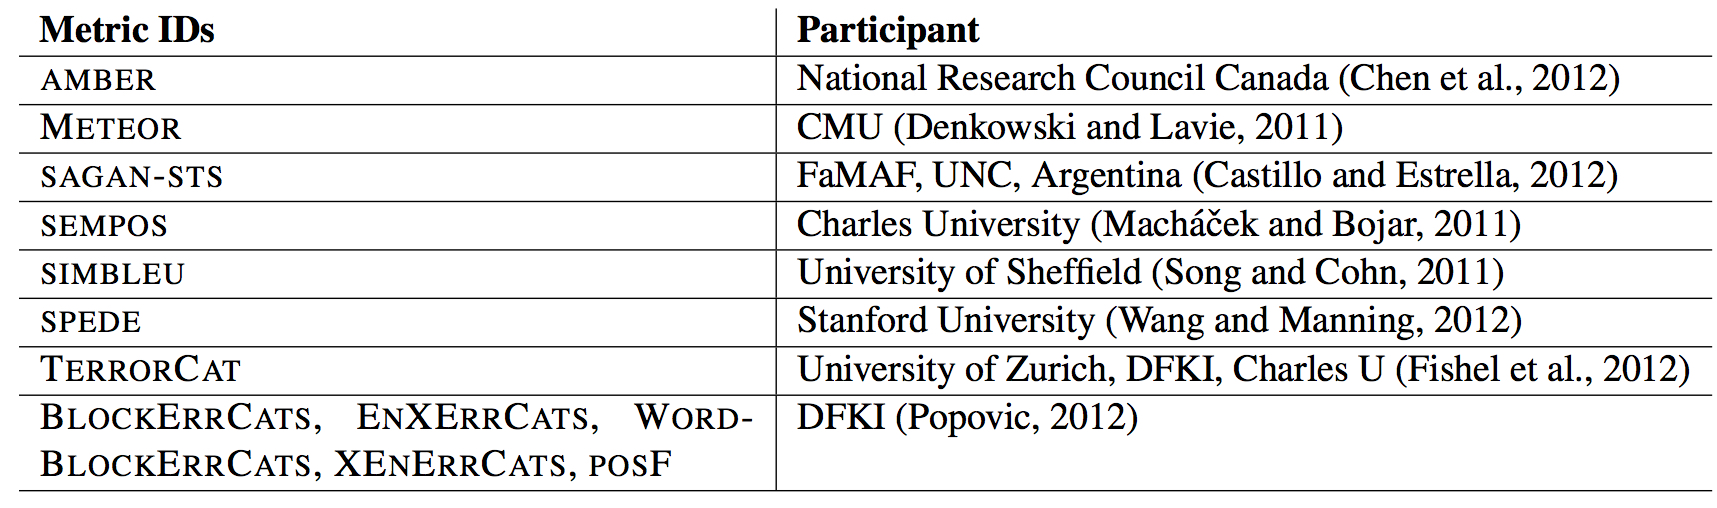 Metric IDs Participant
AMBER National Research Council Canada (Chen et al., 2012)
METEOR CMU (Denkowski and Lavie, 2011)
SAGAN-STS FaMAF, UNC, Argentina (Castillo and Estrella, 2012)
SEMPOS Charles University (Macháček and Bojar, 2011)
SIMBLEU University of Sheffield (Song and Cohn, 2011)
SPEDE Stanford University (Wang and Manning, 2012)
TERRORCAT University of Zurich, DFKI, Charles U (Fishel et al., 2012)
BLOCKERRCATS, ENXERRCATS, WORD- DFKI (Popovic, 2012)
BLOCKERRCATS, XENERRCATS, POSF